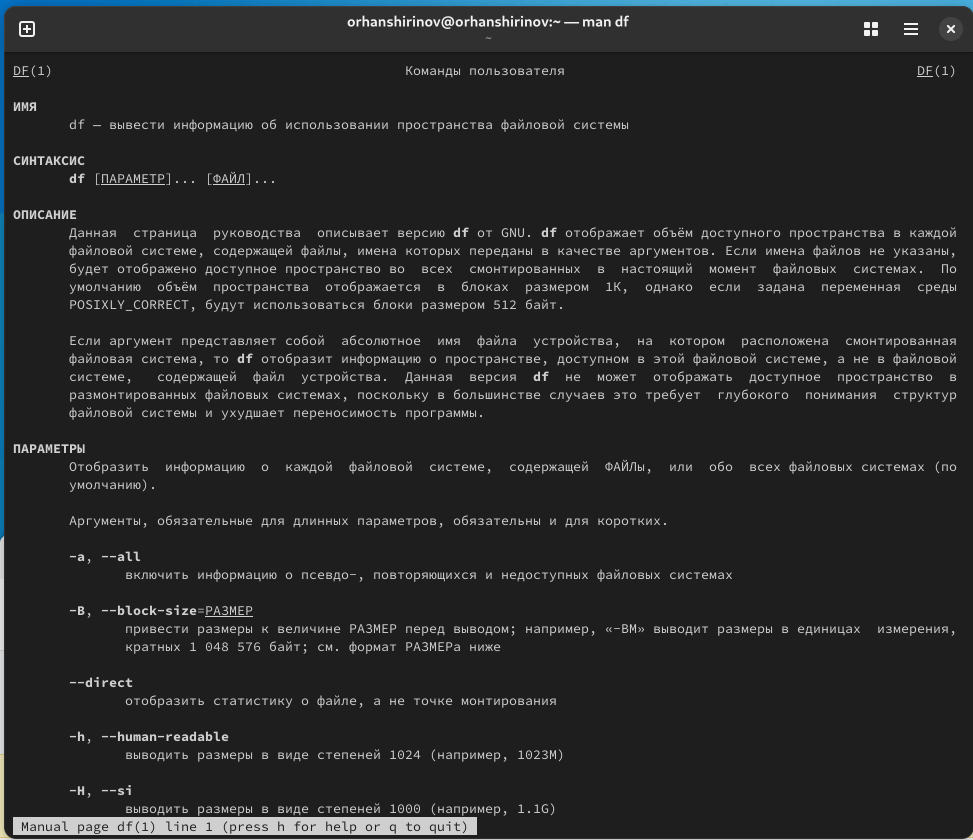 orhanshirinov@orhanshirinov:~ — man df
~
DF(1) Команды пользователя DF(1)
ИМЯ
df — вывести информацию об использовании пространства файловой системы
СИНТАКСИС
df [ПАРАМЕТР]... [ФАЙЛ]...
ОПИСАНИЕ
Данная страница руководства описывает версию df от GNU. df отображает объём доступного пространства в каждой
файловой системе, содержащей файлы, имена которых переданы в качестве аргументов. Если имена файлов не указаны,
будет отображено доступное пространство во всех смонтированных в настоящий момент файловых системах. По
умолчанию объём пространства отображается в блоках размером 1К, однако если задана переменная среды
POSIXLY_CORRECT, будут использоваться блоки размером 512 байт.
Если аргумент представляет собой абсолютное имя файла устройства, на котором расположена смонтированная
файловая система, то df отобразит информацию о пространстве, доступном в этой файловой системе, а не в файловой
системе, содержащей файл устройства. Данная версия df не может отображать доступное пространство в
размонтированных файловых системах, поскольку в большинстве случаев это требует глубокого понимания структур
файловой системы и ухудшает переносимость программы.
ПАРАМЕТРЫ
Отобразить информацию о каждой файловой системе, содержащей ФАЙЛы, или обо всех файловых системах (по
умолчанию).
Аргументы, обязательные для длинных параметров, обязательны и для коротких.
-a, --all
включить информацию о псевдо-, повторяющихся и недоступных файловых системах
-B, --block-size=РАЗМЕР
привести размеры к величине РАЗМЕР перед выводом; например, «-BM» выводит размеры в единицах измерения,
кратных 1 048 576 байт; см. формат РАЗМЕРа ниже
--direct
отобразить статистику о файле, а не точке монтирования
-h, --human-readable
выводить размеры в виде степеней 1024 (например, 1023M)
-H, --si
выводить размеры в виде степеней 1000 (например, 1.1G)
Manual page df(1) line 1 (press h for help or q to quit)